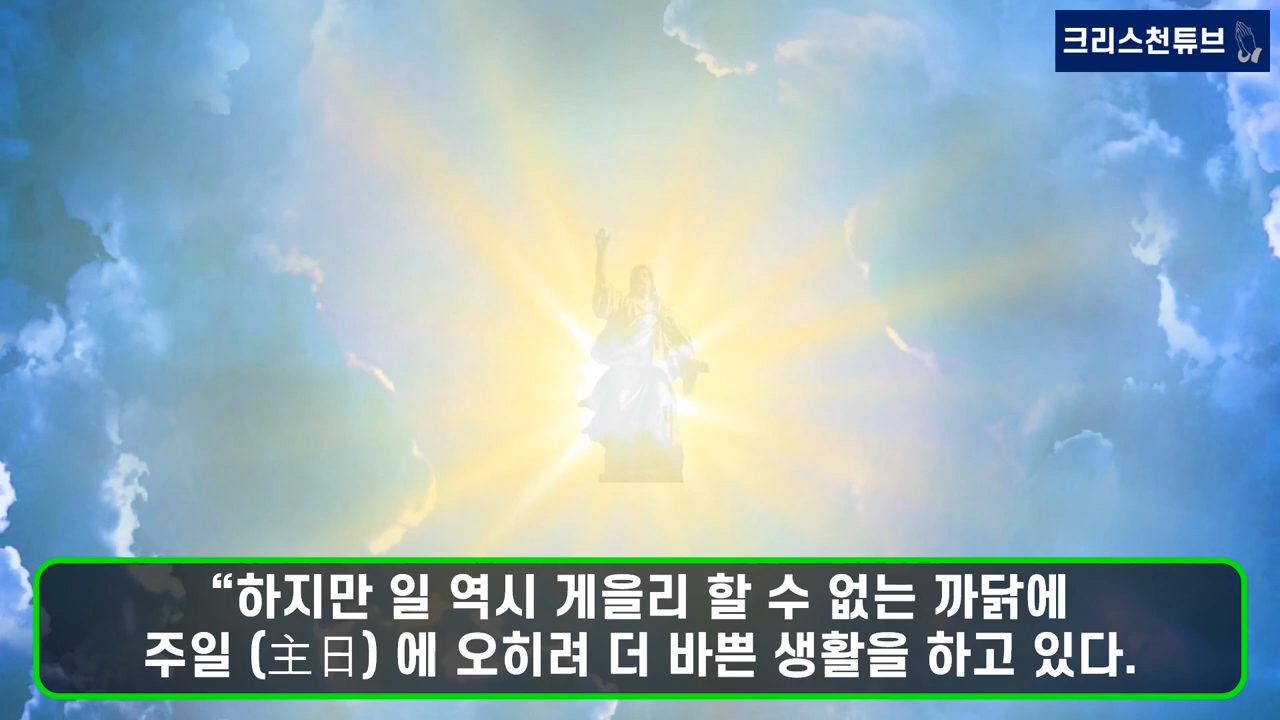 크리스천튜브
“하지만 일 역시 게을리 할 수 없는 까닭에
주일 (主日) 에 오히려 더 바쁜 생활을 하고 있다.